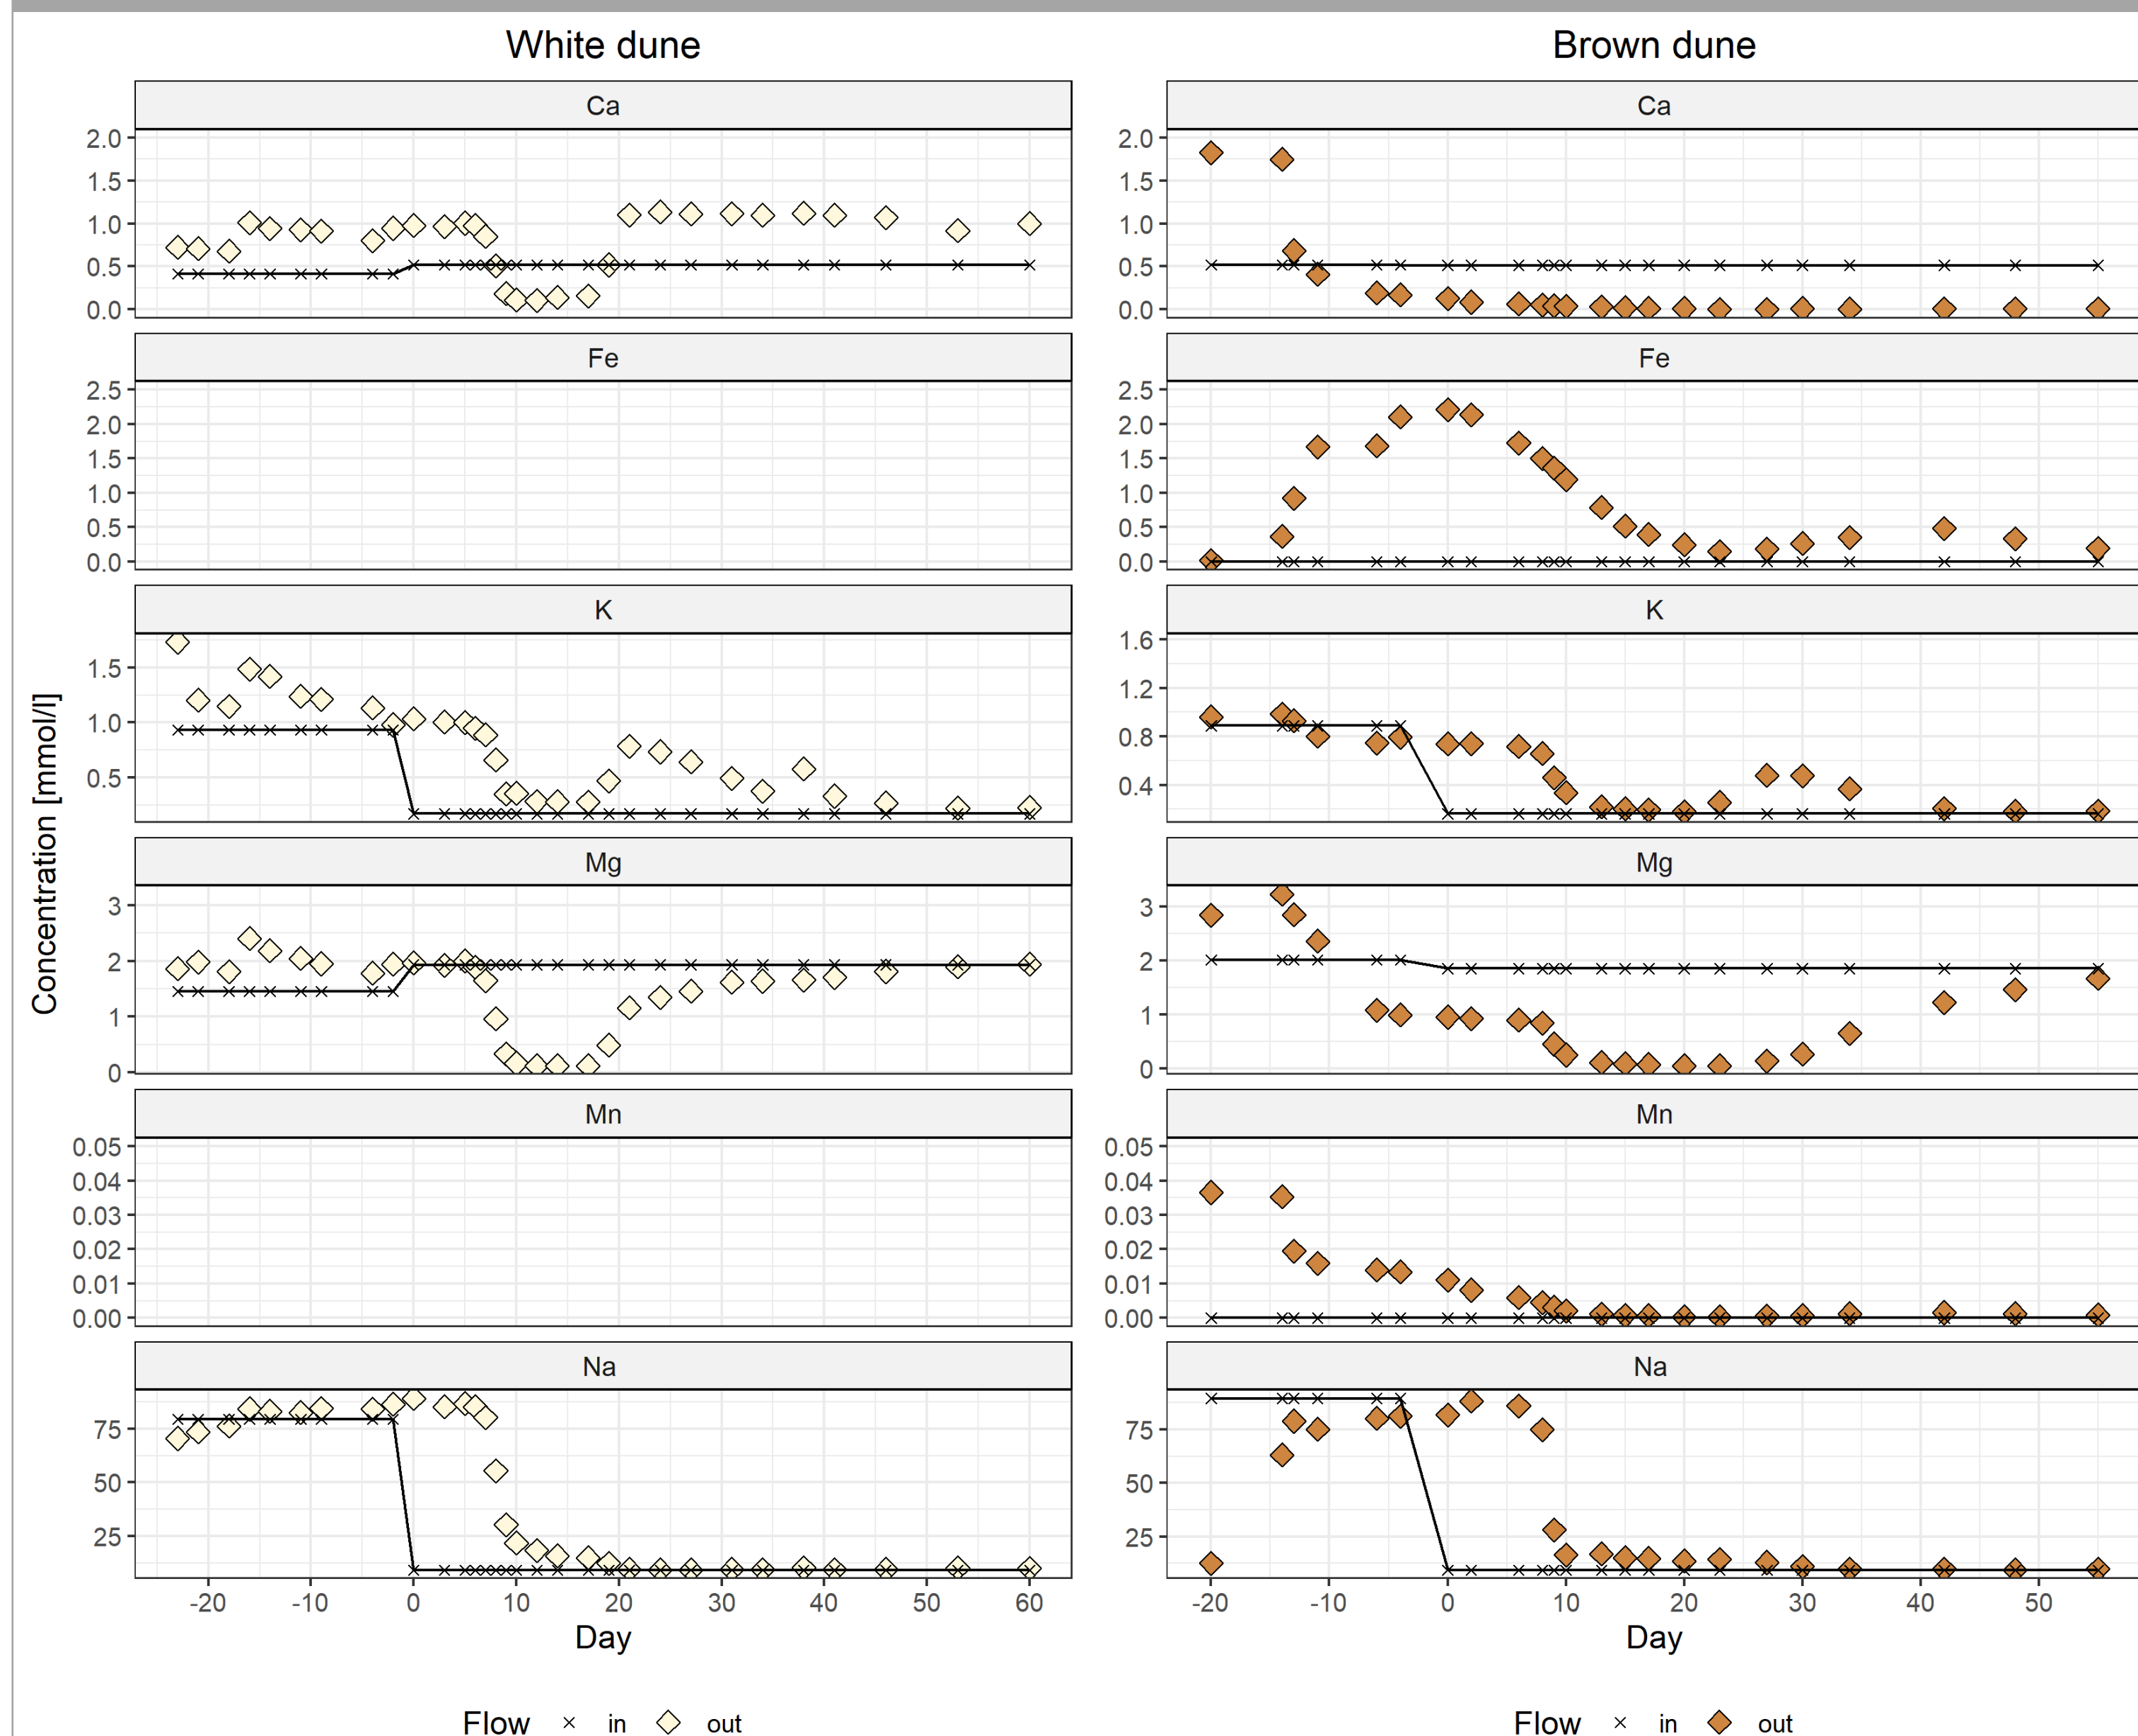 White dune
Brown dune
Ca
Ca
2.0
1.5
1.0
0.5
0.0
2.0
1.5
1.0
0.5
0.0
Fe
Fe
2.5
2.0
1.5
1.0
0.5
0.0
2.5
2.0
1.5
1.0
0.5
0.0
K
K
1.5
1.0
0.5
1.6
1.2
0.8
0.4
Concentration [mmol/l]
Mg
Mg
3
2
1
0
3
2
1
0
Mn
Mn
0.05
0.04
0.03
0.02
0.01
0.00
0.05
0.04
0.03
0.02
0.01
0.00
Na
Na
75
50
25
75
50
25
-20 -10 0 10 20 30 40 50 60
-20 -10 0 10 20 30 40 50
Day
Day
Flow in out
Flow in out